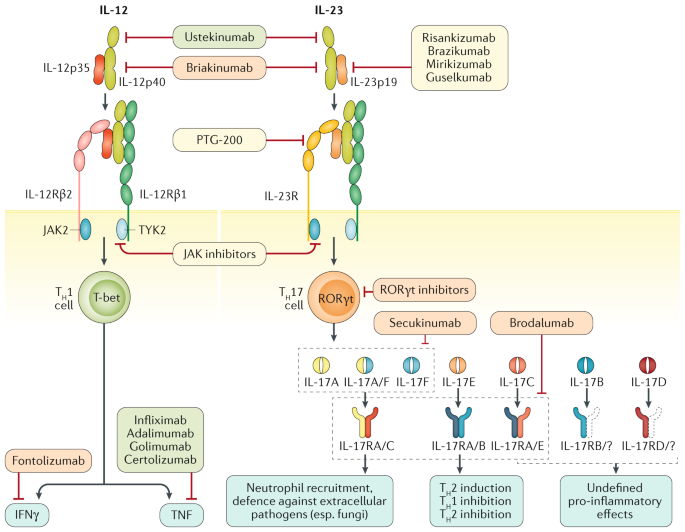 IL-12
IL-23
Ustekinumab
Risankizumab
Brazikumab
Mirikizumab
Guselkumab
IL-12p35
Briakinumab
IL-12p40
IL-23p19
PTG-200
IL-12Rβ2
IL-12Rβ1
IL-23R
JAK2
TYK2
JAK inhibitors
TH1
cell
T-bet
TH17
cell
RORγt
RORγt inhibitors
Secukinumab
Brodalumab
IL-17A
IL-17A/F
IL-17F
IL-17E
IL-17C
IL-17B
IL-17D
Infliximab
Adalimumab
Golimumab
Certolizumab
Fontolizumab
IL-17RA/C
IL-17RA/B
IL-17RA/E
IL-17RB/?
IL-17RD/?
IFNγ
TNF
Neutrophil recruitment,
defence against extracellular
pathogens (esp. fungi)
TH2 induction
TH1 inhibition
TH2 inhibition
Undefined
pro-inflammatory
effects